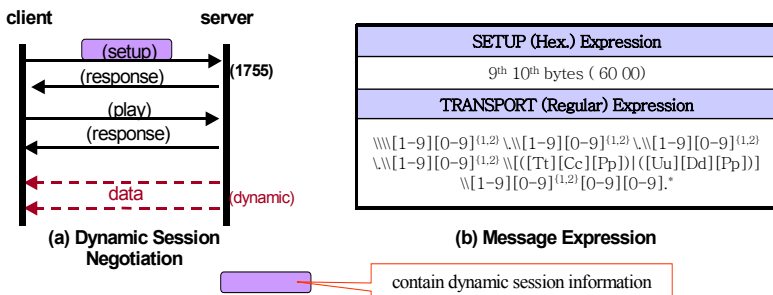 client server
(setup)
(response) (1755)
(play)
(response)
data
(dynamic)
(a) Dynamic Session
Negotiation
SETUP (Hex.) Expression
9th 10th bytes ( 60 00)
TRANSPORT (Regular) Expression
\\\\[1-9][0-9]{1,2} \.\\[1-9][0-9]{1,2} \.\\[1-9][0-9]{1,2}
\.\\[1-9][0-9]{1,2} \\[([Tt][Cc][Pp])|([Uu][Dd][Pp])]
\\[1-9][0-9]{1,2}[0-9][0-9].*
(b) Message Expression
contain dynamic session information